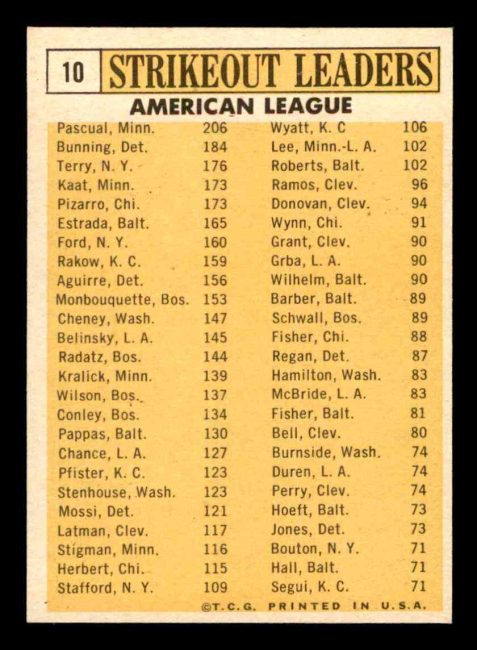 10 STRIKEOUT LEADERS
AMERICAN LEAGUE
Pascual, Minn. 206
Bunning, Det. 184
Terry, N. Y. 176
Kaat, Minn. 173
Pizarro, Chi. 173
Estrada, Balt. 165
Ford, N. Y. 160
Rakow, K. C. 159
Aguirre, Det. 156
Monbouquette, Bos. 153
Cheney, Wash. 147
Belinsky, L. A. 145
Radatz, Bos. 144
Kralick, Minn. 139
Wilson, Bos. 137
Conley, Bos. 134
Pappas, Balt. 130
Chance, L. A. 127
Pfister, K. C. 123
Stenhouse, Wash. 123
Mossi, Det. 121
Latman, Clev. 117
Stigman, Minn. 116
Herbert, Chi. 115
Stafford, N. Y. 109
Wyatt, K. C 106
Lee, Minn.-L. A. 102
Roberts, Balt. 102
Ramos, Clev. 96
Donovan, Clev. 94
Wynn, Chi. 91
Grant, Clev. 90
Grba, L. A. 90
Wilhelm, Balt. 90
Barber, Balt. 89
Schwall, Bos. 89
Fisher, Chi. 88
Regan, Det. 87
Hamilton, Wash. 83
McBride, L. A. 83
Fisher, Balt. 81
Bell, Clev. 80
Burnside, Wash. 74
Duren, L. A. 74
Perry, Clev. 74
Hoeft, Balt. 73
Jones, Det. 73
Bouton, N. Y. 71
Hall, Balt. 71
Segui, K. C. 71
©T.C.G. PRINTED IN U.S.A.